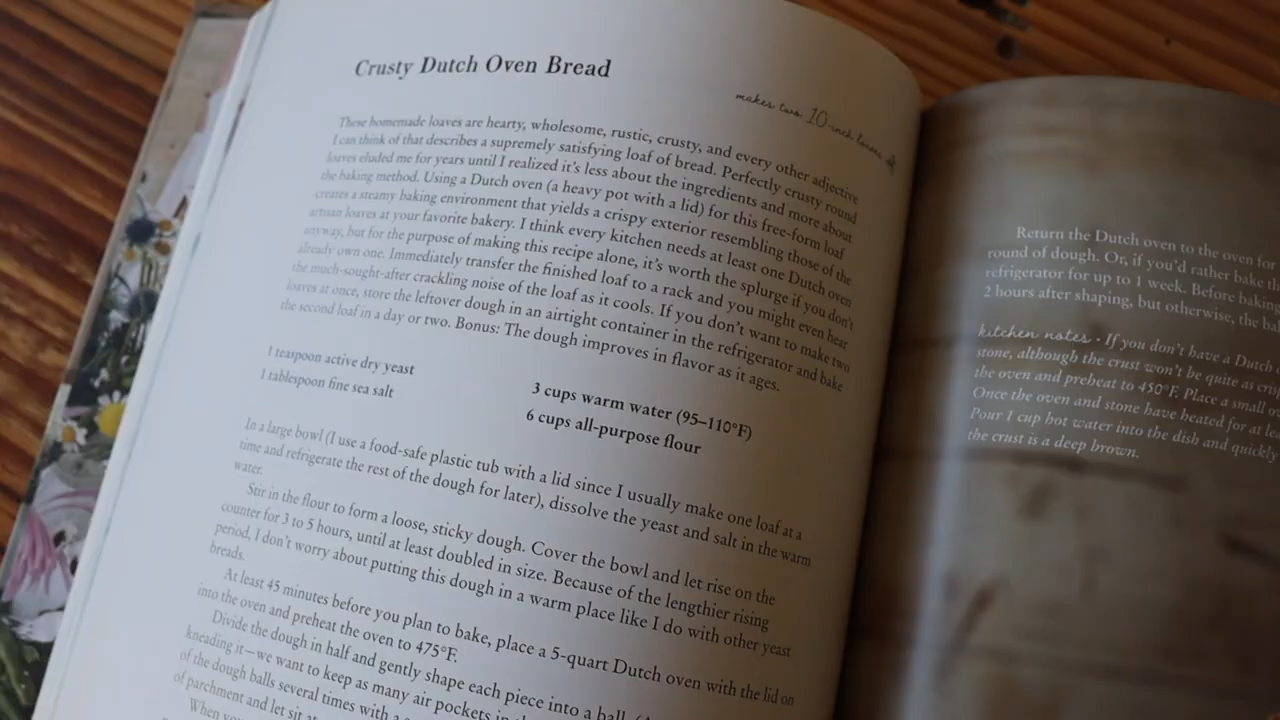 Crusty Dutch Oven Bread
makes two 10-inch loaves
These homemade loaves are hearty, wholesome, rustic, crusty, and every other adjective
I can think of that describes a supremely satisfying loaf of bread. Perfectly crusty round
loaves eluded me for years until I realized it's less about the ingredients and more about
the baking method. Using a Dutch oven (a heavy pot with a lid) for this free-form loaf
creates a steamy baking environment that yields a crispy exterior resembling those of the
artisan loaves at your favorite bakery. I think every kitchen needs at least one Dutch oven
anyway, but for the purpose of making this recipe alone, it's worth the splurge if you don't
already own one. Immediately transfer the finished loaf to a rack and you might even hear
the much-sought-after crackling noise of the loaf as it cools. If you don't want to make two
loaves at once, store the leftover dough in an airtight container in the refrigerator and bake
the second loaf in a day or two. Bonus: The dough improves in flavor as it ages.
1 teaspoon active dry yeast
1 tablespoon fine sea salt
3 cups warm water (95–110°F)
6 cups all-purpose flour
In a large bowl (I use a food-safe plastic tub with a lid since I usually make one loaf at a
time and refrigerate the rest of the dough for later), dissolve the yeast and salt in the warm
water.
Stir in the flour to form a loose, sticky dough. Cover the bowl and let rise on the
counter for 3 to 5 hours, until at least doubled in size. Because of the lengthier rising
period, I don't worry about putting this dough in a warm place like I do with other yeast
breads.
At least 45 minutes before you plan to bake, place a 5-quart Dutch oven with the lid on
into the oven and preheat the oven to 475°F.
Divide the dough in half and gently shape each piece into a ball.
kneading it—we want to keep as many air pockets in
of the dough balls several times with a
of parchment and let sit
When
Return the Dutch oven to the oven for
round of dough. Or, if you'd rather bake
refrigerator for up to 1 week. Before baking
2 hours after shaping, but otherwise, the
kitchen notes · If you don't have a Dutch
stone, although the crust won't be quite as
the oven and preheat to 450°F. Place a small
Once the oven and stone have heated for at
Pour 1 cup hot water into the dish and quickly
the crust is a deep brown.